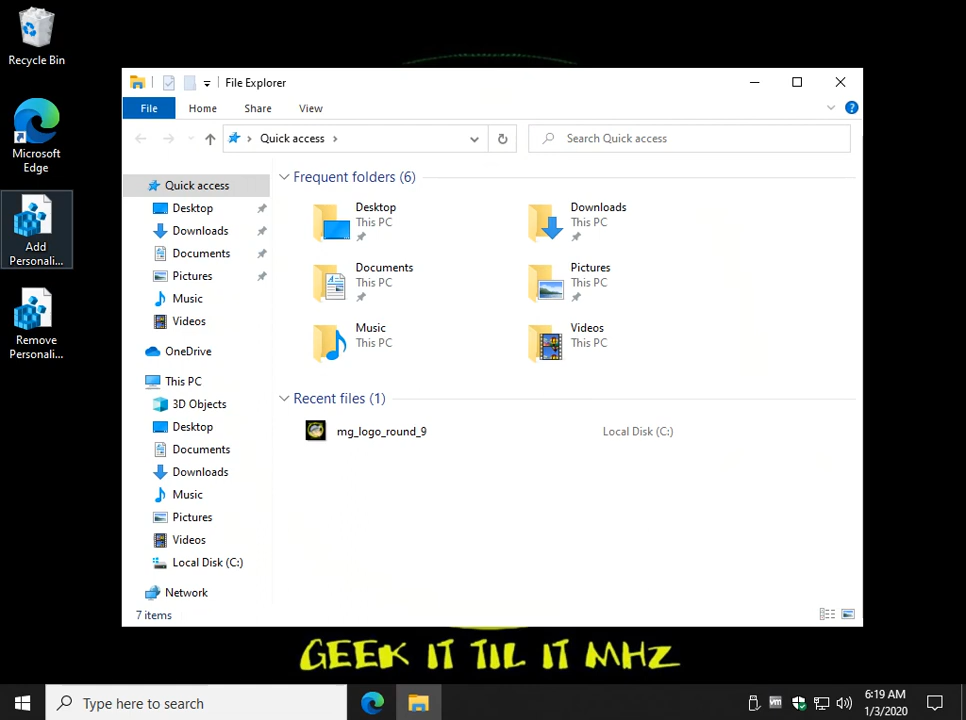 Recycle Bin
Microsoft
Edge
Add
Personali...
Remove
Personali...
File Explorer
File Home Share View
Quick access
Search Quick access
Quick access
Desktop
Downloads
Documents
Pictures
Music
Videos
OneDrive
This PC
3D Objects
Desktop
Documents
Downloads
Music
Pictures
Videos
Local Disk (C:)
Network
Frequent folders (6)
Desktop
This PC
Downloads
This PC
Documents
This PC
Pictures
This PC
Music
This PC
Videos
This PC
Recent files (1)
mg_logo_round_9 Local Disk (C:)
7 items
GEEK IT TIL IT MHZ
Type here to search
6:19 AM
1/3/2020